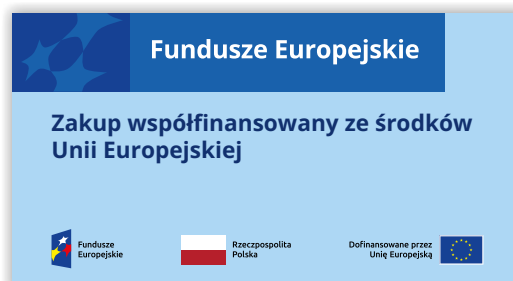 Fundusze Europejskie
Zakup współfinansowany ze środków
Unii Europejskiej
Fundusze
Europejskie
Rzeczpospolita
Polska
Dofinansowane przez
Unię Europejską